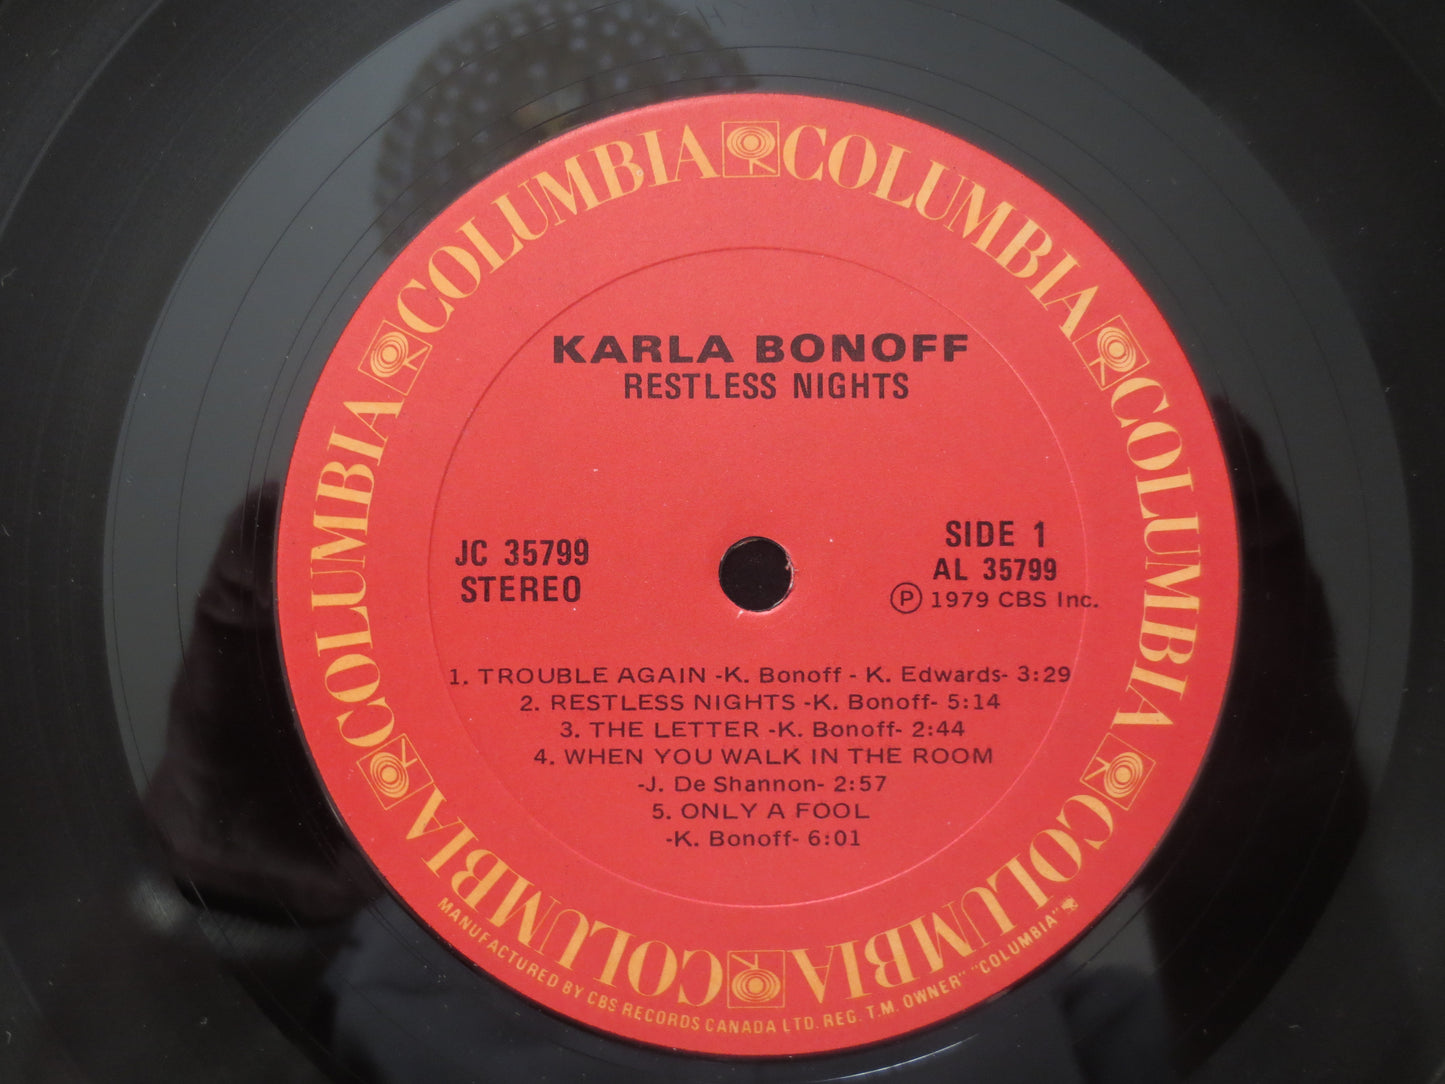 COLUMBIA COLUMBIA COLUMBIA COLUMBIA COLUMBIA COLUMBIA COLUMBIA COLUMBIA
KARLA BONOFF
RESTLESS NIGHTS
JC 35799
STEREO
SIDE 1
AL 35799
Ⓟ 1979 CBS Inc.
1. TROUBLE AGAIN -K. Bonoff - K. Edwards- 3:29
2. RESTLESS NIGHTS -K. Bonoff- 5:14
3. THE LETTER -K. Bonoff- 2:44
4. WHEN YOU WALK IN THE ROOM
-J. De Shannon- 2:57
5. ONLY A FOOL
-K. Bonoff- 6:01
MANUFACTURED BY CBS RECORDS CANADA LTD. REG. T.M. OWNER" "COLUMBIA"